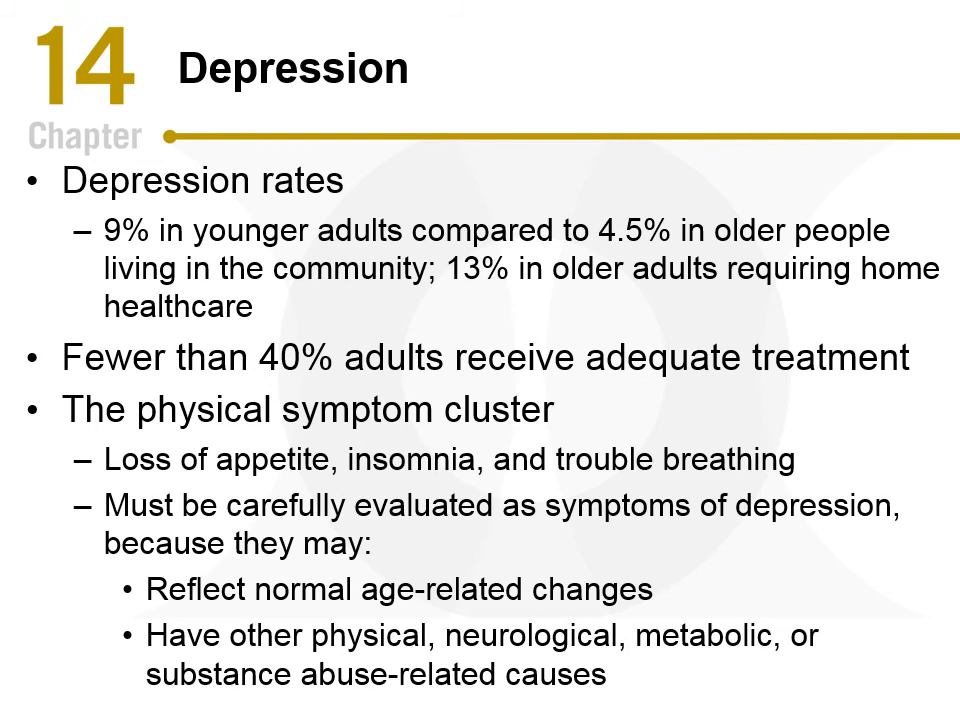 14
Chapter
Depression
• Depression rates
– 9% in younger adults compared to 4.5% in older people
living in the community; 13% in older adults requiring home
healthcare
• Fewer than 40% adults receive adequate treatment
• The physical symptom cluster
– Loss of appetite, insomnia, and trouble breathing
– Must be carefully evaluated as symptoms of depression,
because they may:
• Reflect normal age-related changes
• Have other physical, neurological, metabolic, or
substance abuse-related causes